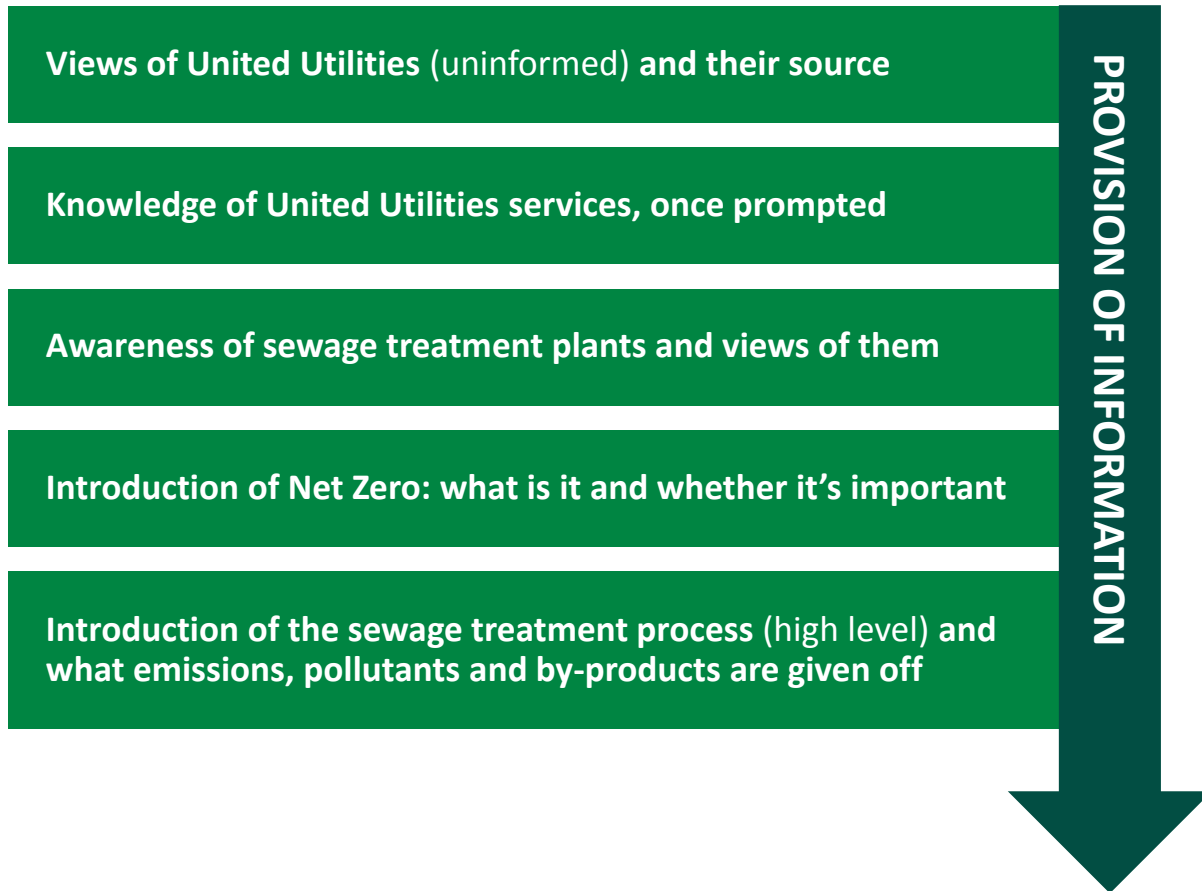 Views of United Utilities (uninformed) and their source
Knowledge of United Utilities services, once prompted
Awareness of sewage treatment plants and views of them
Introduction of Net Zero: what is it and whether it’s important
Introduction of the sewage treatment process (high level) and
what emissions, pollutants and by-products are given off
PROVISION OF INFORMATION